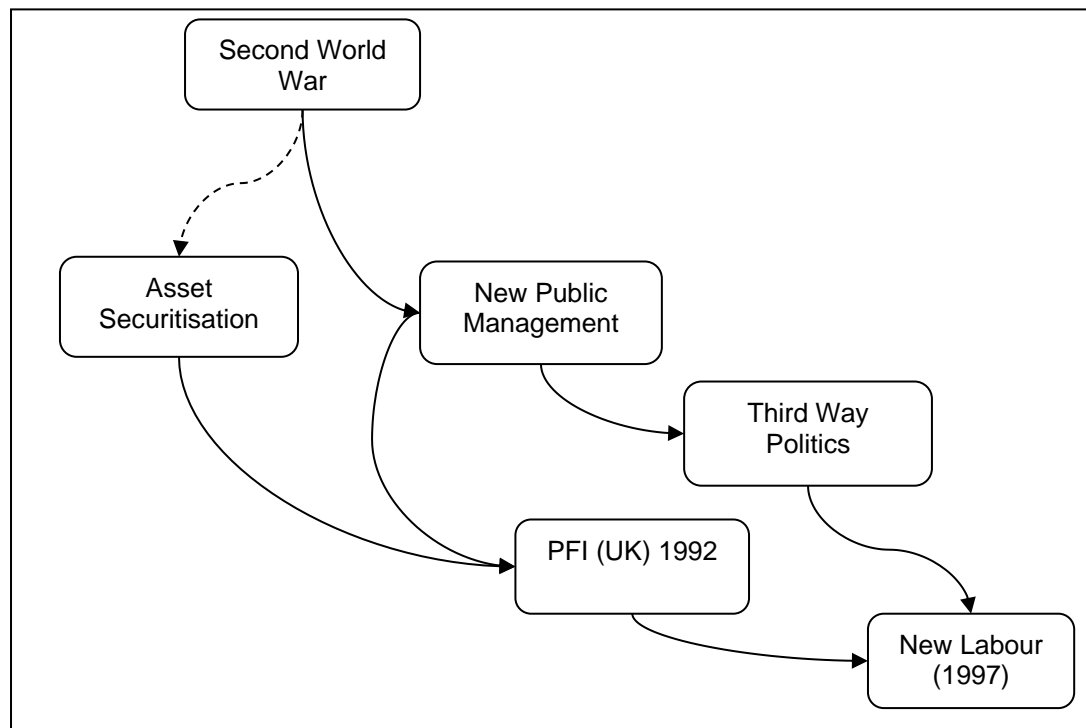 Second World
War
Asset
Securitisation
New Public
Management
Third Way
Politics
PFI (UK) 1992
New Labour
(1997)